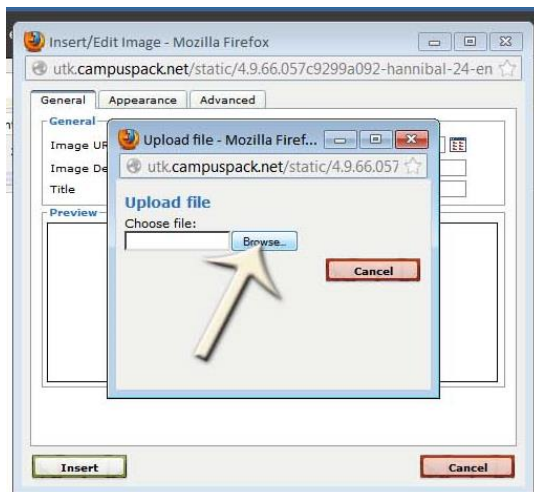 Insert/Edit Image - Mozilla Firefox
utk.campuspack.net/static/4.9.66.057c9299a092-hannibal-24-en
General Appearance Advanced
General
Image UR
Image De
Title
Preview
Upload file - Mozilla Firef...
utk.campuspack.net/static/4.9.66.057
Upload file
Choose file:
Browse...
Cancel
Insert
Cancel